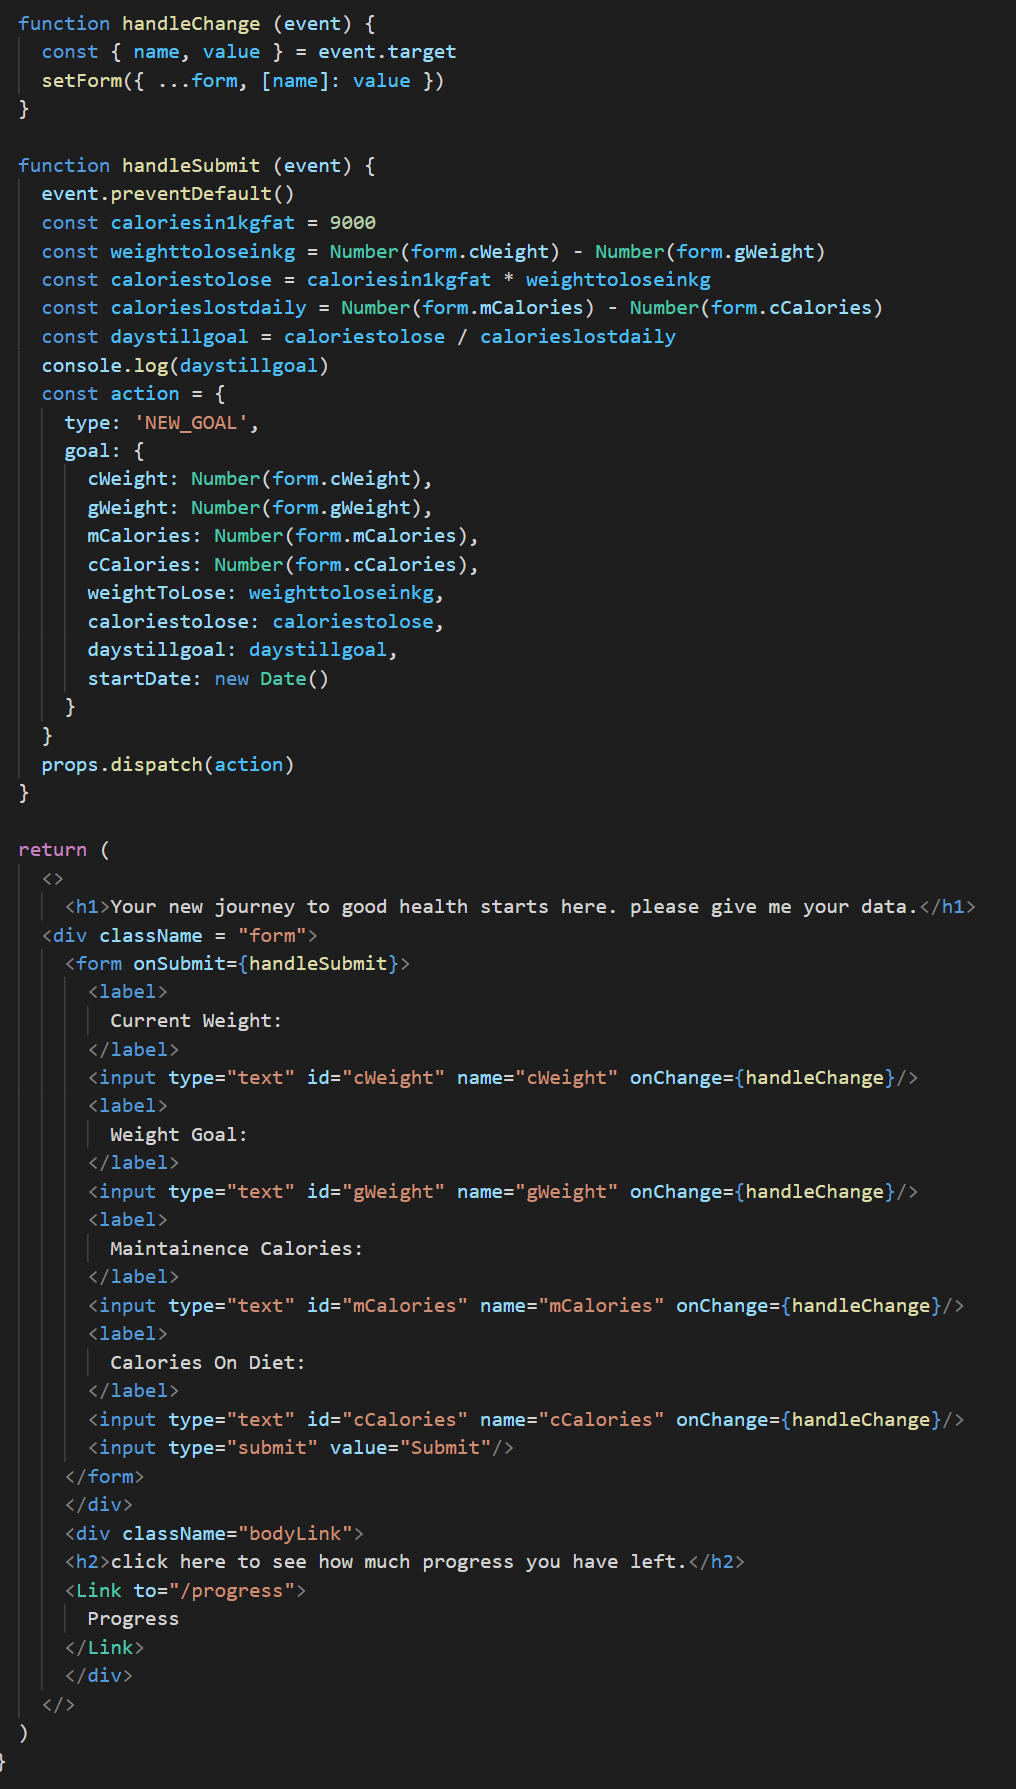 function handleChange (event) {
  const { name, value } = event.target
  setForm({ ...form, [name]: value })
}

function handleSubmit (event) {
  event.preventDefault()
  const caloriesin1kgfat = 9000
  const weighttoloseinkg = Number(form.cWeight) - Number(form.gWeight)
  const caloriestolose = caloriesin1kgfat * weighttoloseinkg
  const calorieslostdaily = Number(form.mCalories) - Number(form.cCalories)
  const daystillgoal = caloriestolose / calorieslostdaily
  console.log(daystillgoal)
  const action = {
    type: 'NEW_GOAL',
    goal: {
      cWeight: Number(form.cWeight),
      gWeight: Number(form.gWeight),
      mCalories: Number(form.mCalories),
      cCalories: Number(form.cCalories),
      weightToLose: weighttoloseinkg,
      caloriestolose: caloriestolose,
      daystillgoal: daystillgoal,
      startDate: new Date()
    }
  }
  props.dispatch(action)
}

return (
  <>
    <h1>Your new journey to good health starts here. please give me your data.</h1>
  <div className = "form">
    <form onSubmit={handleSubmit}>
      <label>
        Current Weight:
      </label>
      <input type="text" id="cWeight" name="cWeight" onChange={handleChange}/>
      <label>
        Weight Goal:
      </label>
      <input type="text" id="gWeight" name="gWeight" onChange={handleChange}/>
      <label>
        Maintainence Calories:
      </label>
      <input type="text" id="mCalories" name="mCalories" onChange={handleChange}/>
      <label>
        Calories On Diet:
      </label>
      <input type="text" id="cCalories" name="cCalories" onChange={handleChange}/>
      <input type="submit" value="Submit"/>
    </form>
    </div>
    <div className="bodyLink">
    <h2>click here to see how much progress you have left.</h2>
    <Link to="/progress">
      Progress
    </Link>
    </div>
  </>
)
}